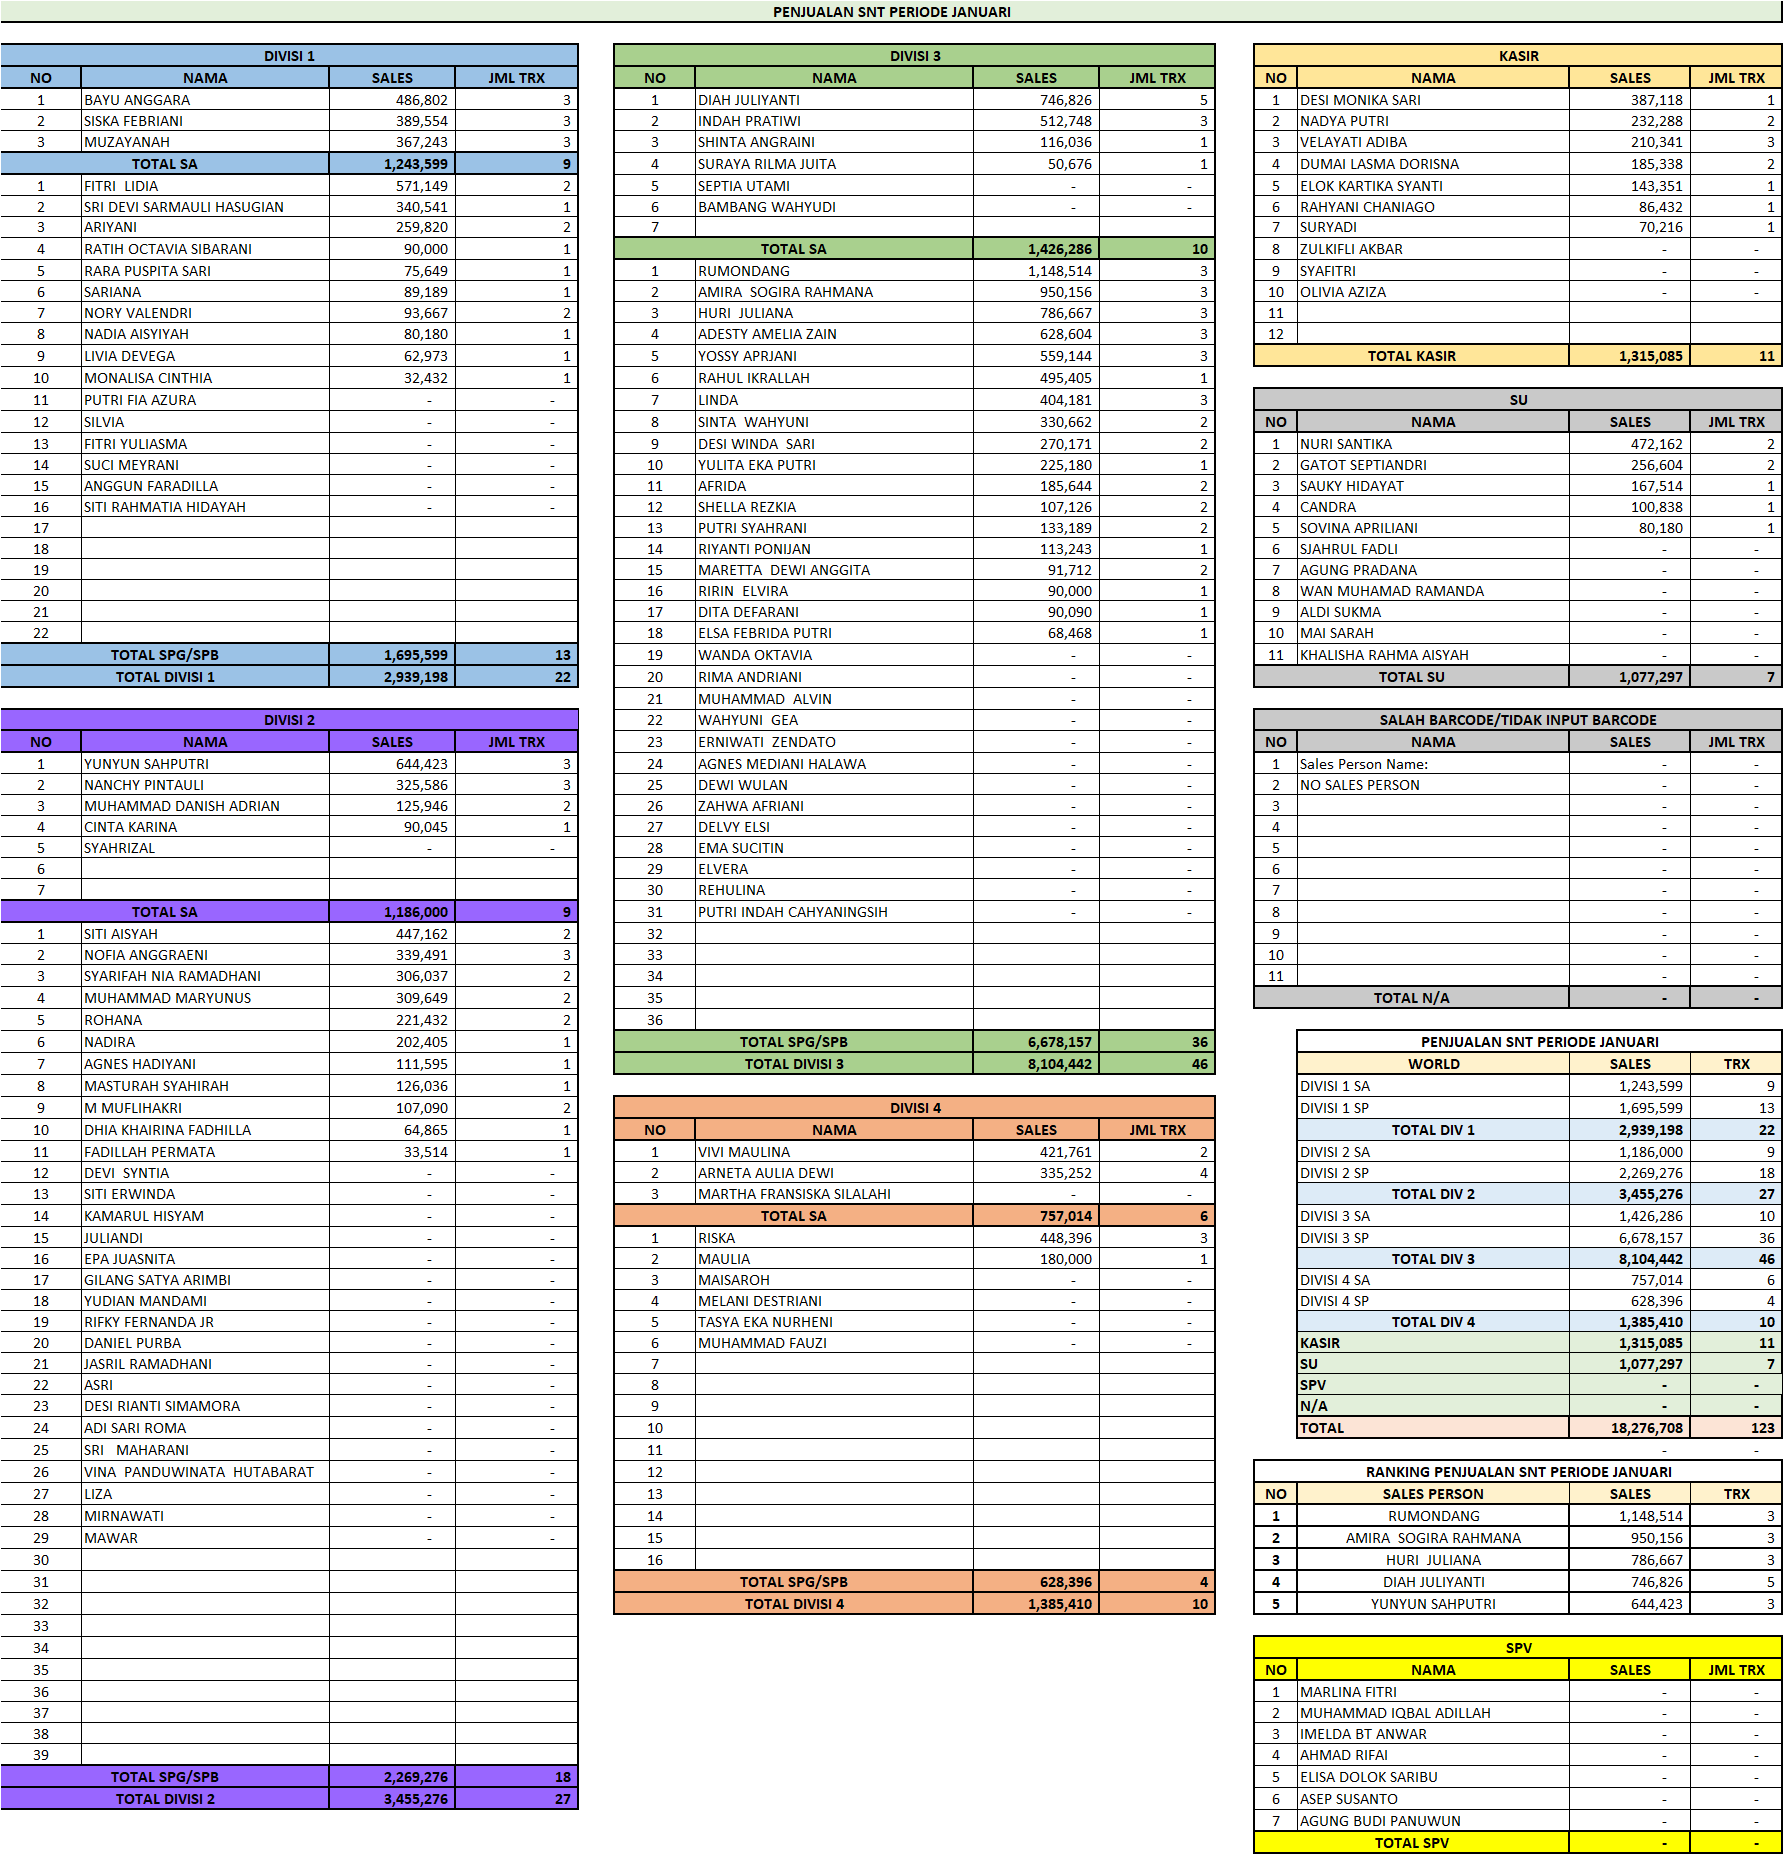 PENJUALAN SNT PERIODE JANUARI
DIVISI 1
NO NAMA SALES JML TRX
1 BAYU ANGGARA 486,802 3
2 SISKA FEBRIANI 389,554 3
3 MUZAYANAH 367,243 3
TOTAL SA 1,243,599 9
1 FITRI  LIDIA 571,149 2
2 SRI DEVI SARMAULI HASUGIAN 340,541 1
3 ARIYANI 259,820 2
4 RATIH OCTAVIA SIBARANI 90,000 1
5 RARA PUSPITA SARI 75,649 1
6 SARIANA 89,189 1
7 NORY VALENDRI 93,667 2
8 NADIA AISYIYAH 80,180 1
9 LIVIA DEVEGA 62,973 1
10 MONALISA CINTHIA 32,432 1
11 PUTRI FIA AZURA - -
12 SILVIA - -
13 FITRI YULIASMA - -
14 SUCI MEYRANI - -
15 ANGGUN FARADILLA - -
16 SITI RAHMATIA HIDAYAH - -
17
18
19
20
21
22
TOTAL SPG/SPB 1,695,599 13
TOTAL DIVISI 1 2,939,198 22
DIVISI 2
NO NAMA SALES JML TRX
1 YUNYUN SAHPUTRI 644,423 3
2 NANCHY PINTAULI 325,586 3
3 MUHAMMAD DANISH ADRIAN 125,946 2
4 CINTA KARINA 90,045 1
5 SYAHRIZAL - -
6
7
TOTAL SA 1,186,000 9
1 SITI AISYAH 447,162 2
2 NOFIA ANGGRAENI 339,491 3
3 SYARIFAH NIA RAMADHANI 306,037 2
4 MUHAMMAD MARYUNUS 309,649 2
5 ROHANA 221,432 2
6 NADIRA 202,405 1
7 AGNES HADIYANI 111,595 1
8 MASTURAH SYAHIRAH 126,036 1
9 M MUFLIHAKRI 107,090 2
10 DHIA KHAIRINA FADHILLA 64,865 1
11 FADILLAH PERMATA 33,514 1
12 DEVI  SYNTIA - -
13 SITI ERWINDA - -
14 KAMARUL HISYAM - -
15 JULIANDI - -
16 EPA JUASNITA - -
17 GILANG SATYA ARIMBI - -
18 YUDIAN MANDAMI - -
19 RIFKY FERNANDA JR - -
20 DANIEL PURBA - -
21 JASRIL RAMADHANI - -
22 ASRI - -
23 DESI RIANTI SIMAMORA - -
24 ADI SARI ROMA - -
25 SRI   MAHARANI - -
26 VINA  PANDUWINATA  HUTABARAT - -
27 LIZA - -
28 MIRNAWATI - -
29 MAWAR - -
30
31
32
33
34
35
36
37
38
39
TOTAL SPG/SPB 2,269,276 18
TOTAL DIVISI 2 3,455,276 27
DIVISI 3
NO NAMA SALES JML TRX
1 DIAH JULIYANTI 746,826 5
2 INDAH PRATIWI 512,748 3
3 SHINTA ANGRAINI 116,036 1
4 SURAYA RILMA JUITA 50,676 1
5 SEPTIA UTAMI - -
6 BAMBANG WAHYUDI - -
7
TOTAL SA 1,426,286 10
1 RUMONDANG 1,148,514 3
2 AMIRA  SOGIRA RAHMANA 950,156 3
3 HURI  JULIANA 786,667 3
4 ADESTY AMELIA ZAIN 628,604 3
5 YOSSY APRJANI 559,144 3
6 RAHUL IKRALLAH 495,405 1
7 LINDA 404,181 3
8 SINTA  WAHYUNI 330,662 2
9 DESI WINDA  SARI 270,171 2
10 YULITA EKA PUTRI 225,180 1
11 AFRIDA 185,644 2
12 SHELLA REZKIA 107,126 2
13 PUTRI SYAHRANI 133,189 2
14 RIYANTI PONIJAN 113,243 1
15 MARETTA  DEWI ANGGITA 91,712 2
16 RIRIN  ELVIRA 90,000 1
17 DITA DEFARANI 90,090 1
18 ELSA FEBRIDA PUTRI 68,468 1
19 WANDA OKTAVIA - -
20 RIMA ANDRIANI - -
21 MUHAMMAD  ALVIN - -
22 WAHYUNI  GEA - -
23 ERNIWATI  ZENDATO - -
24 AGNES MEDIANI HALAWA - -
25 DEWI WULAN - -
26 ZAHWA AFRIANI - -
27 DELVY ELSI - -
28 EMA SUCITIN - -
29 ELVERA - -
30 REHULINA - -
31 PUTRI INDAH CAHYANINGSIH - -
32
33
34
35
36
TOTAL SPG/SPB 6,678,157 36
TOTAL DIVISI 3 8,104,442 46
DIVISI 4
NO NAMA SALES JML TRX
1 VIVI MAULINA 421,761 2
2 ARNETA AULIA DEWI 335,252 4
3 MARTHA FRANSISKA SILALAHI - -
TOTAL SA 757,014 6
1 RISKA 448,396 3
2 MAULIA 180,000 1
3 MAISAROH - -
4 MELANI DESTRIANI - -
5 TASYA EKA NURHENI - -
6 MUHAMMAD FAUZI - -
7
8
9
10
11
12
13
14
15
16
TOTAL SPG/SPB 628,396 4
TOTAL DIVISI 4 1,385,410 10
KASIR
NO NAMA SALES JML TRX
1 DESI MONIKA SARI 387,118 1
2 NADYA PUTRI 232,288 2
3 VELAYATI ADIBA 210,341 3
4 DUMAI LASMA DORISNA 185,338 2
5 ELOK KARTIKA SYANTI 143,351 1
6 RAHYANI CHANIAGO 86,432 1
7 SURYADI 70,216 1
8 ZULKIFLI AKBAR - -
9 SYAFITRI - -
10 OLIVIA AZIZA - -
11
12
TOTAL KASIR 1,315,085 11
SU
NO NAMA SALES JML TRX
1 NURI SANTIKA 472,162 2
2 GATOT SEPTIANDRI 256,604 2
3 SAUKY HIDAYAT 167,514 1
4 CANDRA 100,838 1
5 SOVINA APRILIANI 80,180 1
6 SJAHRUL FADLI - -
7 AGUNG PRADANA - -
8 WAN MUHAMAD RAMANDA - -
9 ALDI SUKMA - -
10 MAI SARAH - -
11 KHALISHA RAHMA AISYAH - -
TOTAL SU 1,077,297 7
SALAH BARCODE/TIDAK INPUT BARCODE
NO NAMA SALES JML TRX
1 Sales Person Name: - -
2 NO SALES PERSON - -
3 - -
4 - -
5 - -
6 - -
7 - -
8 - -
9 - -
10 - -
11 - -
TOTAL N/A - -
PENJUALAN SNT PERIODE JANUARI
WORLD SALES TRX
DIVISI 1 SA 1,243,599 9
DIVISI 1 SP 1,695,599 13
TOTAL DIV 1 2,939,198 22
DIVISI 2 SA 1,186,000 9
DIVISI 2 SP 2,269,276 18
TOTAL DIV 2 3,455,276 27
DIVISI 3 SA 1,426,286 10
DIVISI 3 SP 6,678,157 36
TOTAL DIV 3 8,104,442 46
DIVISI 4 SA 757,014 6
DIVISI 4 SP 628,396 4
TOTAL DIV 4 1,385,410 10
KASIR 1,315,085 11
SU 1,077,297 7
SPV - -
N/A - -
TOTAL 18,276,708 123
- -
RANKING PENJUALAN SNT PERIODE JANUARI
NO SALES PERSON SALES TRX
1 RUMONDANG 1,148,514 3
2 AMIRA  SOGIRA RAHMANA 950,156 3
3 HURI  JULIANA 786,667 3
4 DIAH JULIYANTI 746,826 5
5 YUNYUN SAHPUTRI 644,423 3
SPV
NO NAMA SALES JML TRX
1 MARLINA FITRI - -
2 MUHAMMAD IQBAL ADILLAH - -
3 IMELDA BT ANWAR - -
4 AHMAD RIFAI - -
5 ELISA DOLOK SARIBU - -
6 ASEP SUSANTO - -
7 AGUNG BUDI PANUWUN - -
TOTAL SPV - -